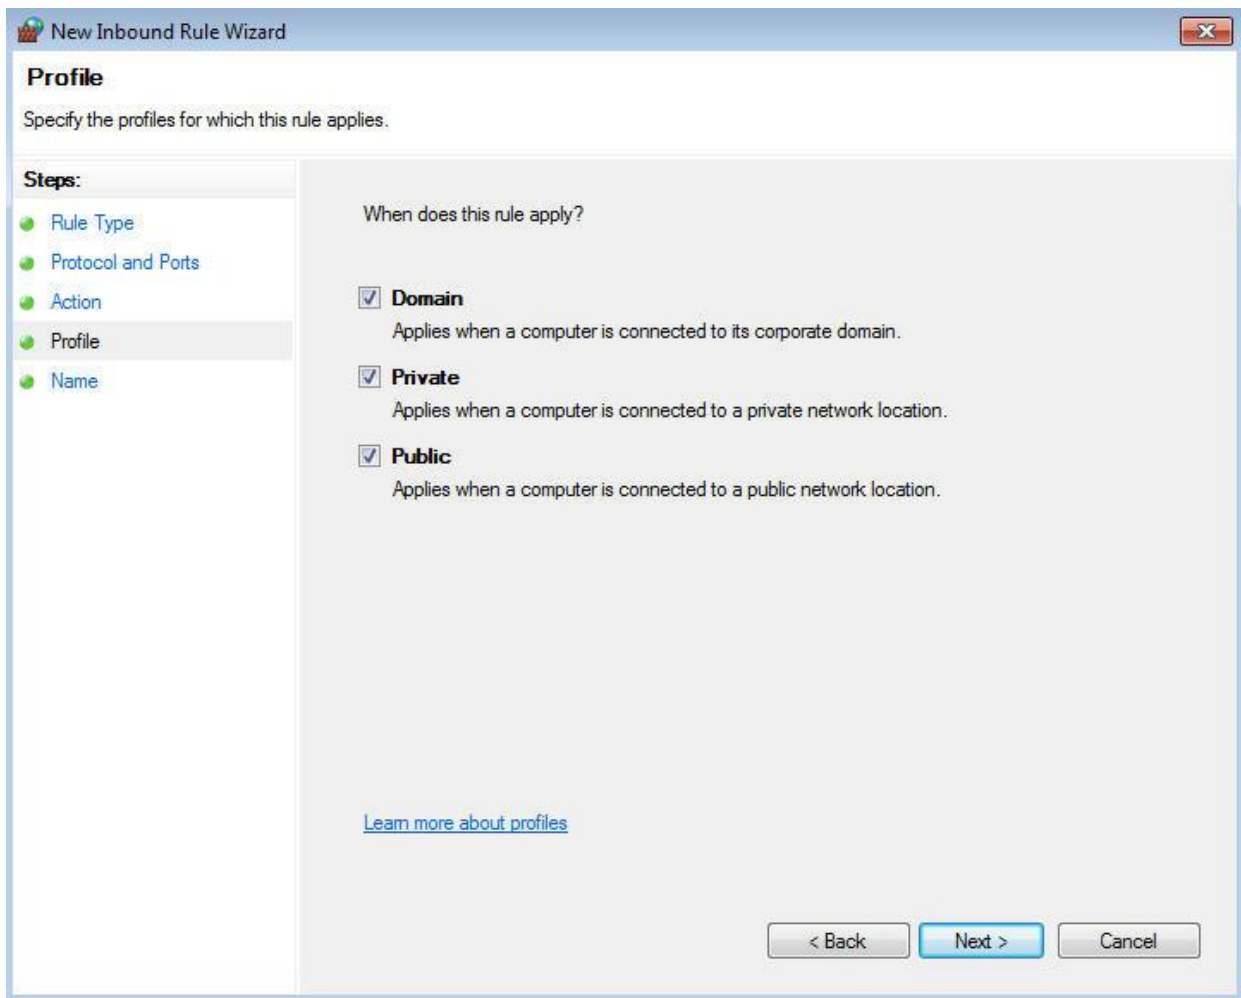 New Inbound Rule Wizard
Profile
Specify the profiles for which this rule applies.
Steps:
Rule Type
Protocol and Ports
Action
Profile
Name
When does this rule apply?
Domain
Applies when a computer is connected to its corporate domain.
Private
Applies when a computer is connected to a private network location.
Public
Applies when a computer is connected to a public network location.
Learn more about profiles
< Back
Next >
Cancel